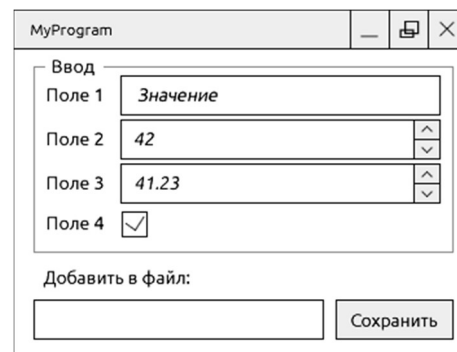 MyProgram
Ввод
Поле 1 Значение
Поле 2 42
Поле 3 41.23
Поле 4
Добавить в файл:
Сохранить